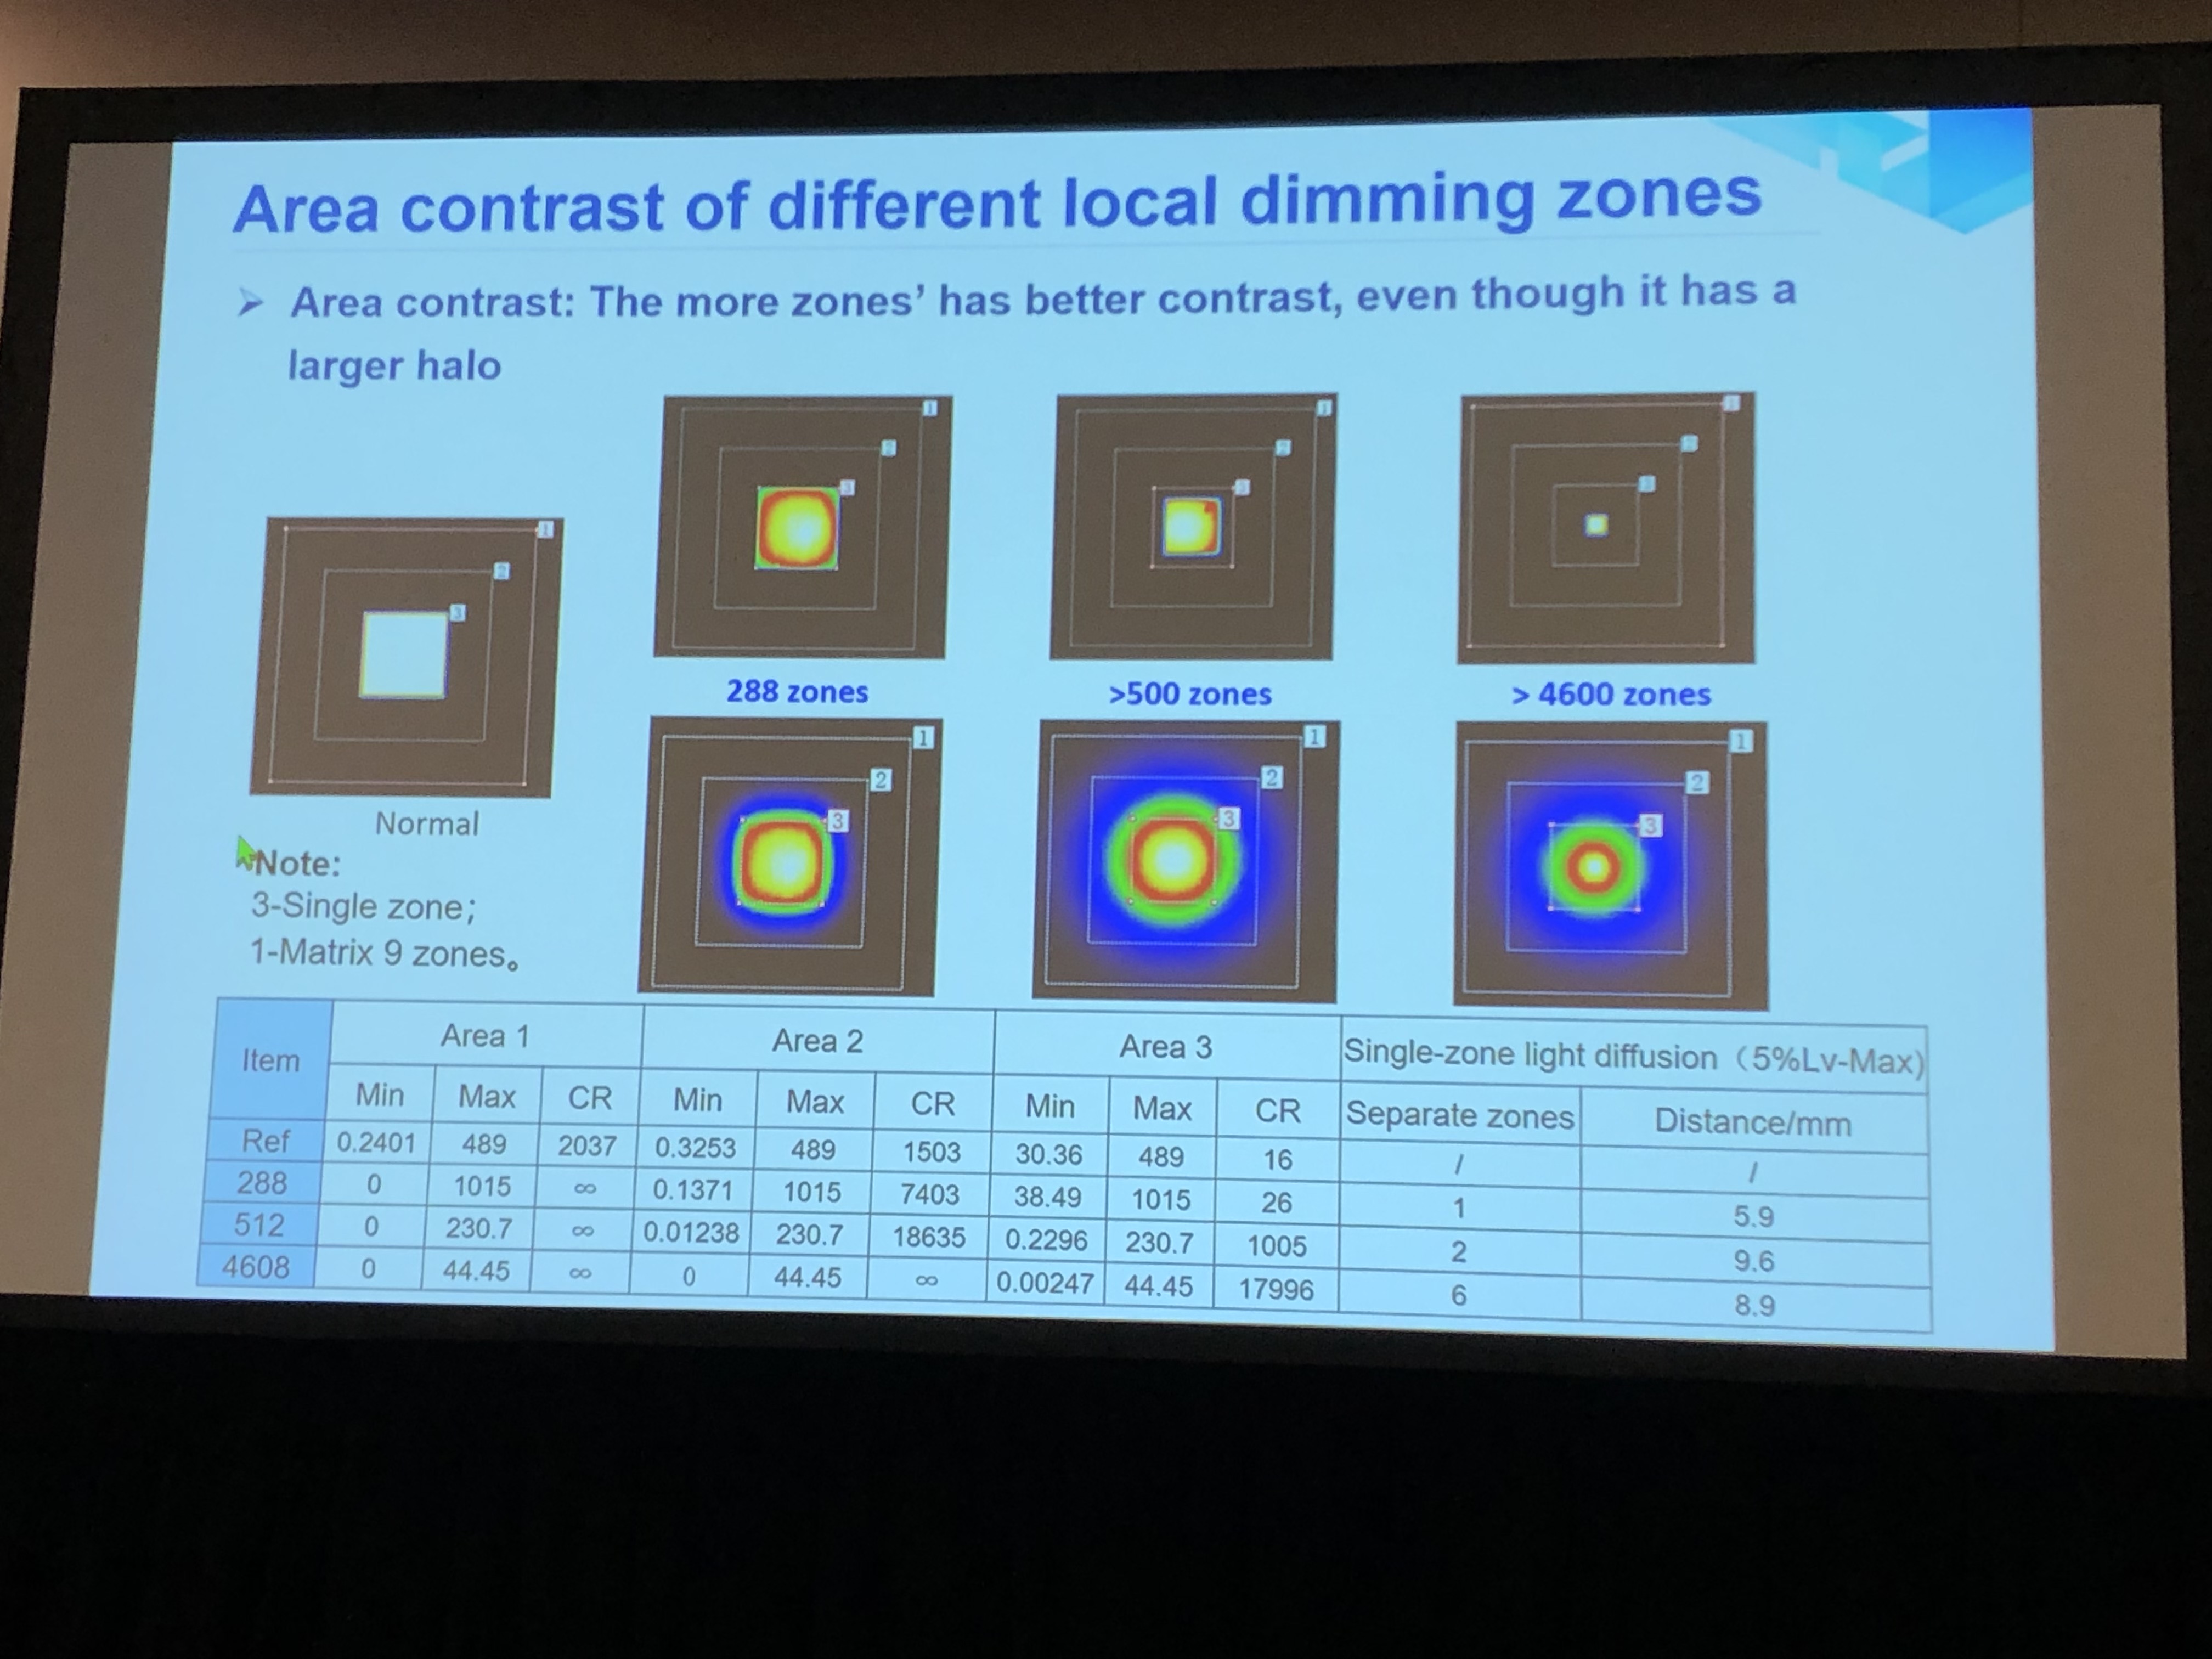 Area contrast of different local dimming zones
➢ Area contrast: The more zones’ has better contrast, even though it has a
larger halo
1
2
3
1
2
3
1
2
3
288 zones
>500 zones
> 4600 zones
1
2
3
Normal
1
2
3
1
2
3
1
2
3
Note:
3-Single zone;
1-Matrix 9 zones。
Item Area 1 Area 2 Area 3 Single-zone light diffusion（5%Lv-Max)
Min Max CR Min Max CR Min Max CR Separate zones Distance/mm
Ref 0.2401 489 2037 0.3253 489 1503 30.36 489 16 / /
288 0 1015 ∞ 0.1371 1015 7403 38.49 1015 26 1 5.9
512 0 230.7 ∞ 0.01238 230.7 18635 0.2296 230.7 1005 2 9.6
4608 0 44.45 ∞ 0 44.45 ∞ 0.00247 44.45 17996 6 8.9